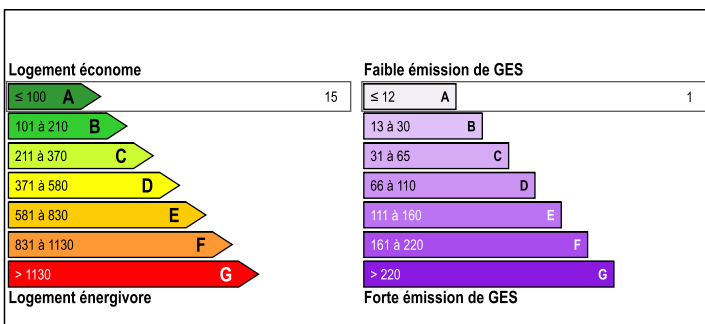 Logement économe
≤ 100 A 15
101 à 210 B
211 à 370 C
371 à 580 D
581 à 830 E
831 à 1130 F
> 1130 G
Logement énergivore
Faible émission de GES
≤ 12 A 1
13 à 30 B
31 à 65 C
66 à 110 D
111 à 160 E
161 à 220 F
> 220 G
Forte émission de GES